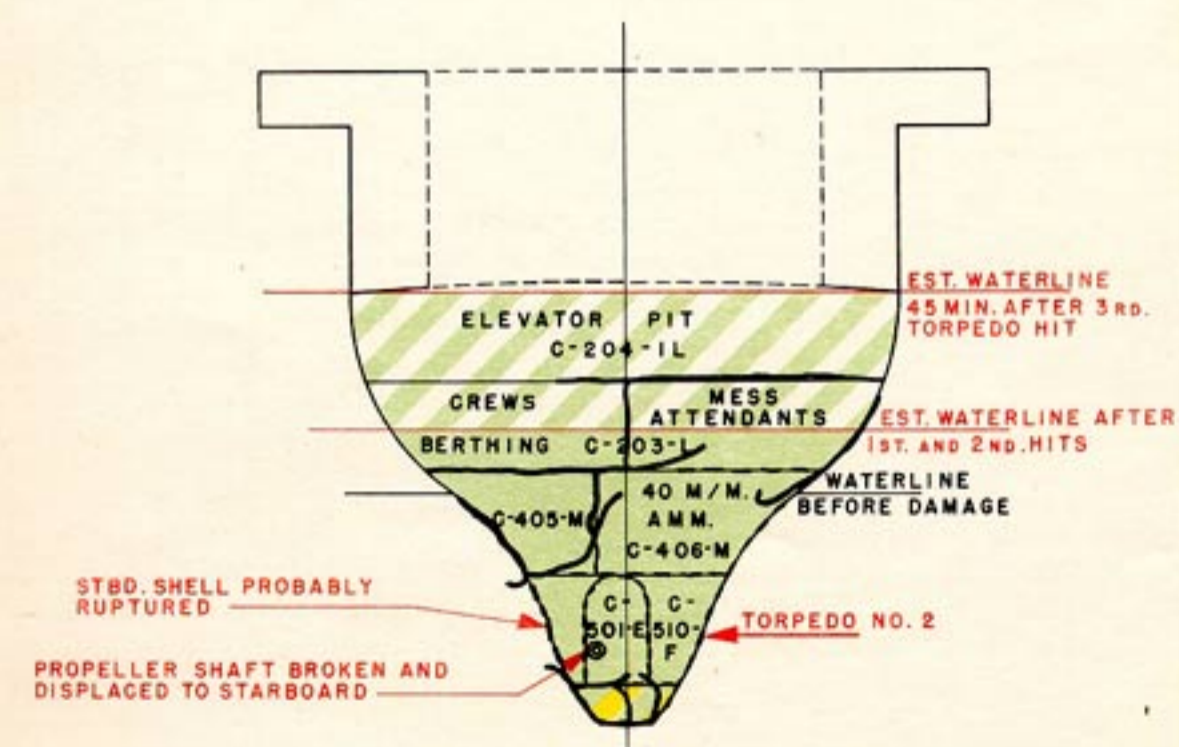 EST. WATERLINE
45 MIN. AFTER 3RD.
TORPEDO HIT
ELEVATOR PIT
C-204-1L
CREWS
MESS
ATTENDANTS
EST. WATERLINE AFTER
1ST. AND 2ND. HITS
BERTHING C-203-L
WATERLINE
BEFORE DAMAGE
40 M/M.
C-405-M
AMM.
C-406-M
STBD. SHELL PROBABLY
RUPTURED
C-
501-E
C-
510-
F
TORPEDO NO. 2
PROPELLER SHAFT BROKEN AND
DISPLACED TO STARBOARD